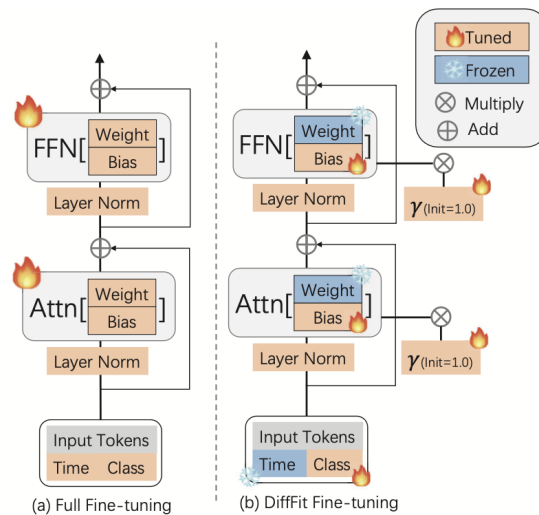 Tuned
Frozen
Multiply
Add
FFN[
Weight
Bias
]
Layer Norm
Attn[
Weight
Bias
]
Layer Norm
Input Tokens
Time Class
(a) Full Fine-tuning
FFN[
Weight
Bias
]
γ(Init=1.0)
Layer Norm
Attn[
Weight
Bias
]
γ(Init=1.0)
Layer Norm
Input Tokens
Time Class
(b) DiffFit Fine-tuning